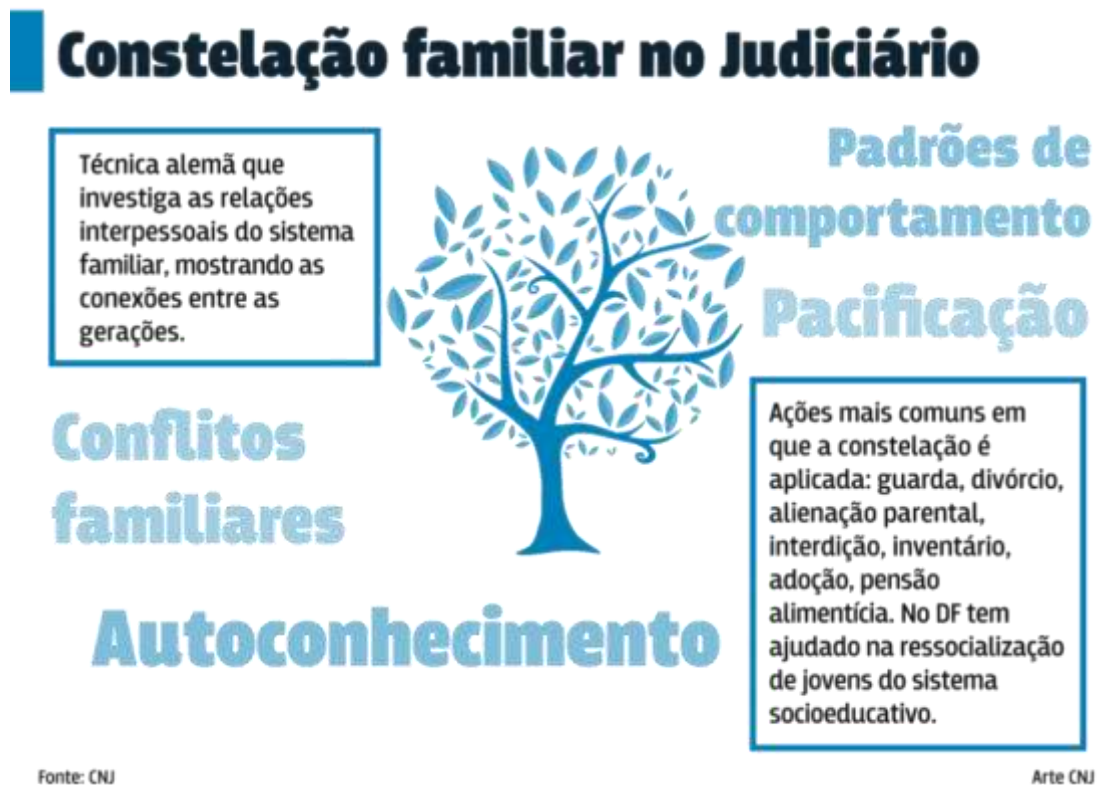 Constelação familiar no Judiciário
Técnica alemã que
investiga as relações
interpessoais do sistema
familiar, mostrando as
conexões entre as
gerações.
Padrões de
comportamento
Pacificação
Conflitos
familiares
Autoconhecimento
Ações mais comuns em
que a constelação é
aplicada: guarda, divórcio,
alienação parental,
interdição, inventário,
adoção, pensão
alimentícia. No DF tem
ajudado na ressocialização
de jovens do sistema
socioeducativo.
Fonte: CNJ
Arte CNJ